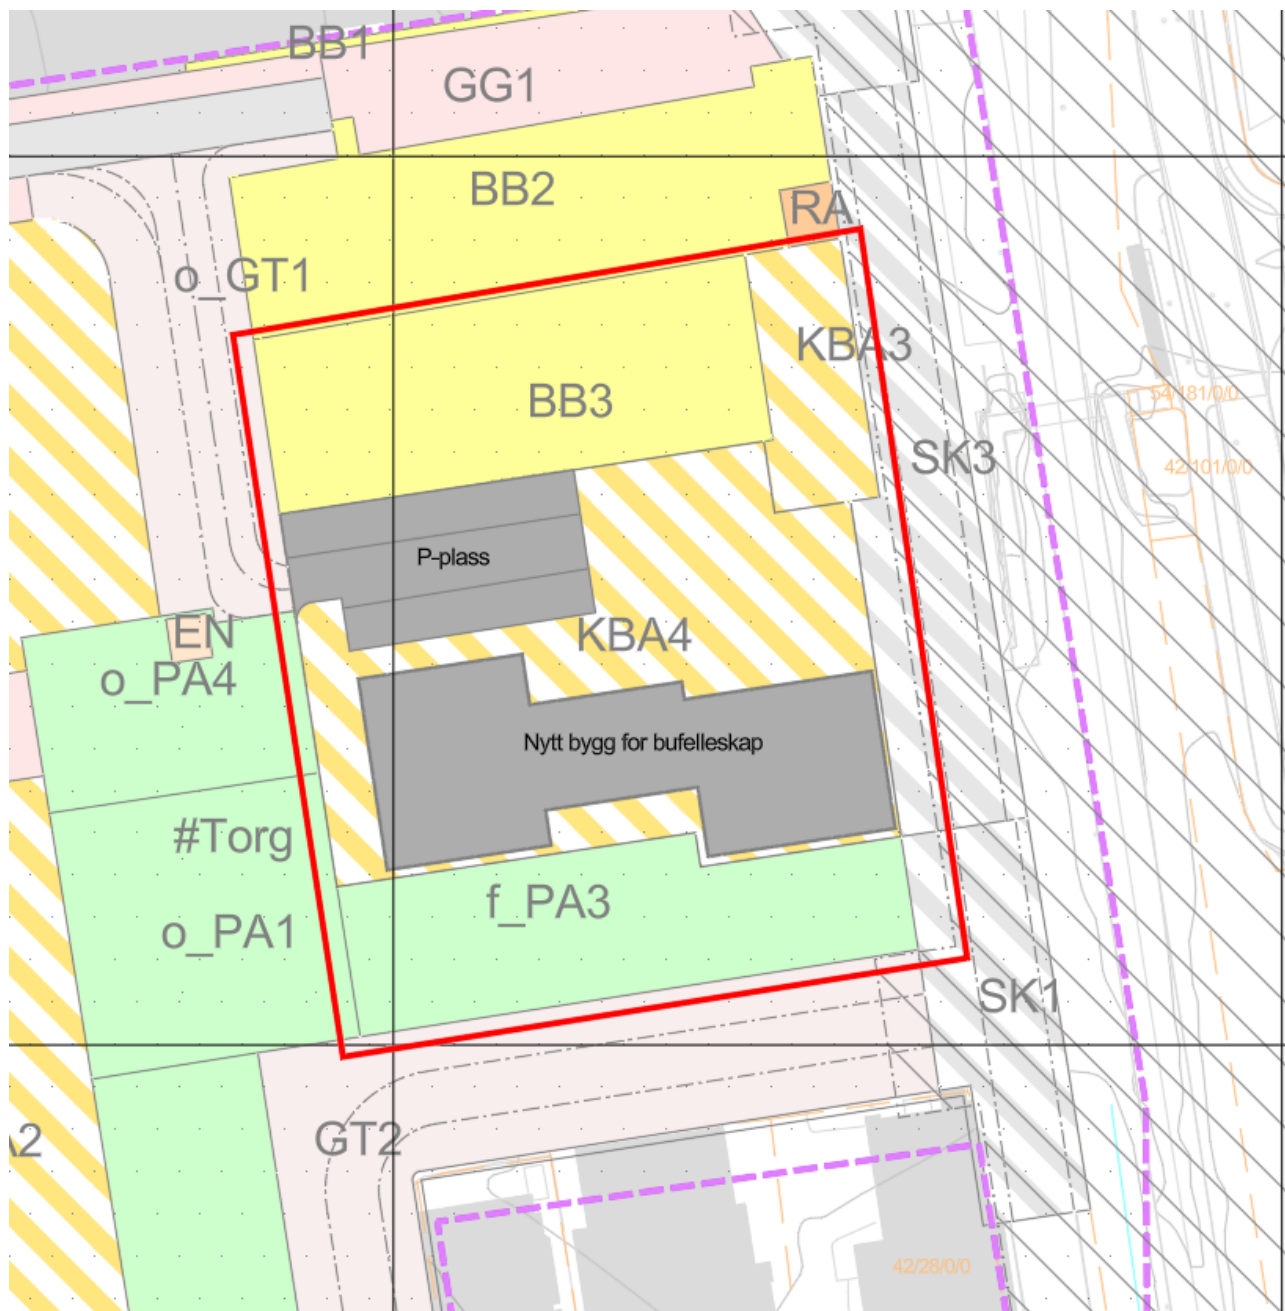 BB1
GG1
BB2
RA
o_GT1
KBA3
54/181/0/0
BB3
SK3
42/101/0/0
P-plass
EN
KBA4
o_PA4
Nytt bygg for bufelleskap
#Torg
f_PA3
o_PA1
SK1
A2
GT2
42/28/0/0